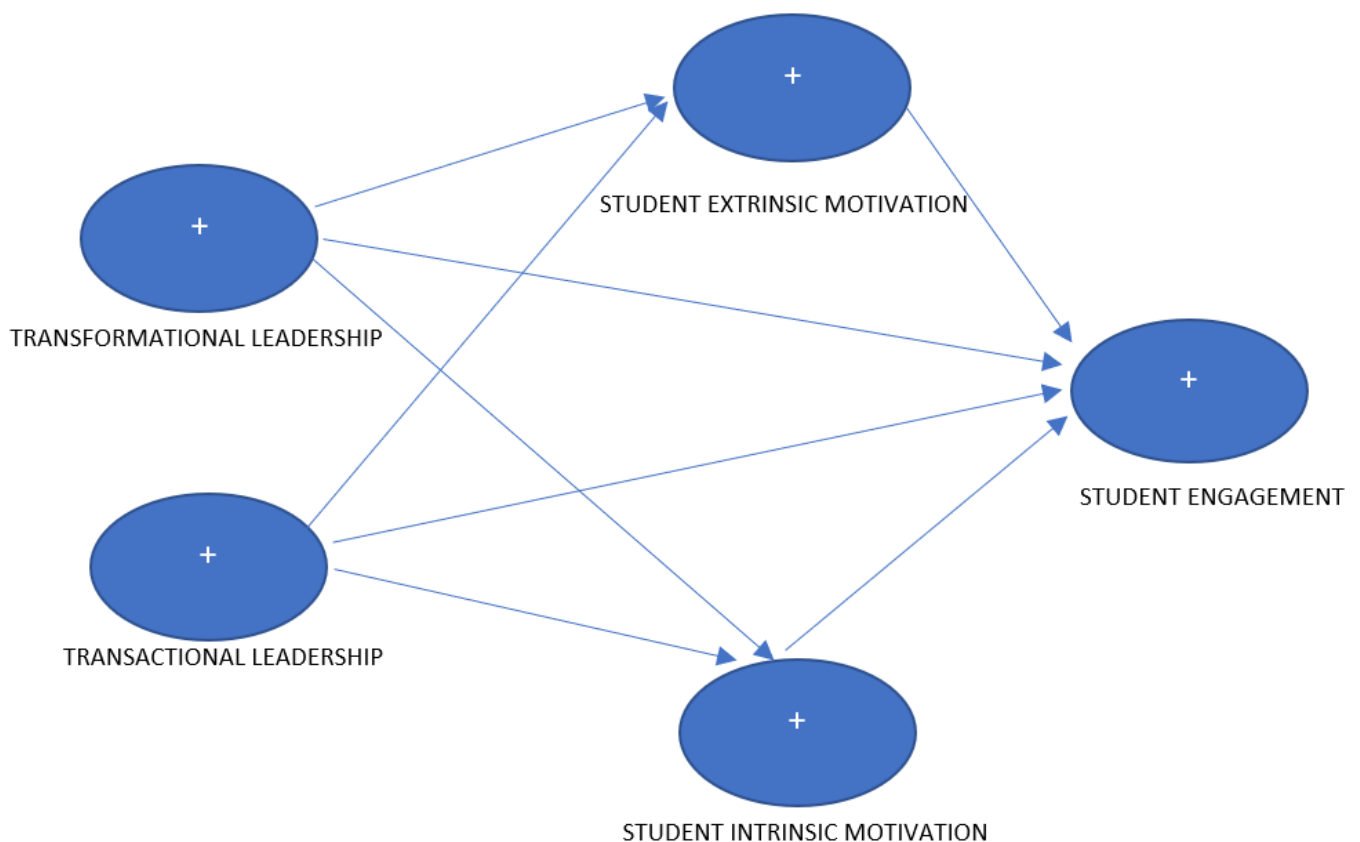 +
STUDENT EXTRINSIC MOTIVATION
+
TRANSFORMATIONAL LEADERSHIP
+
STUDENT ENGAGEMENT
+
TRANSACTIONAL LEADERSHIP
+
STUDENT INTRINSIC MOTIVATION